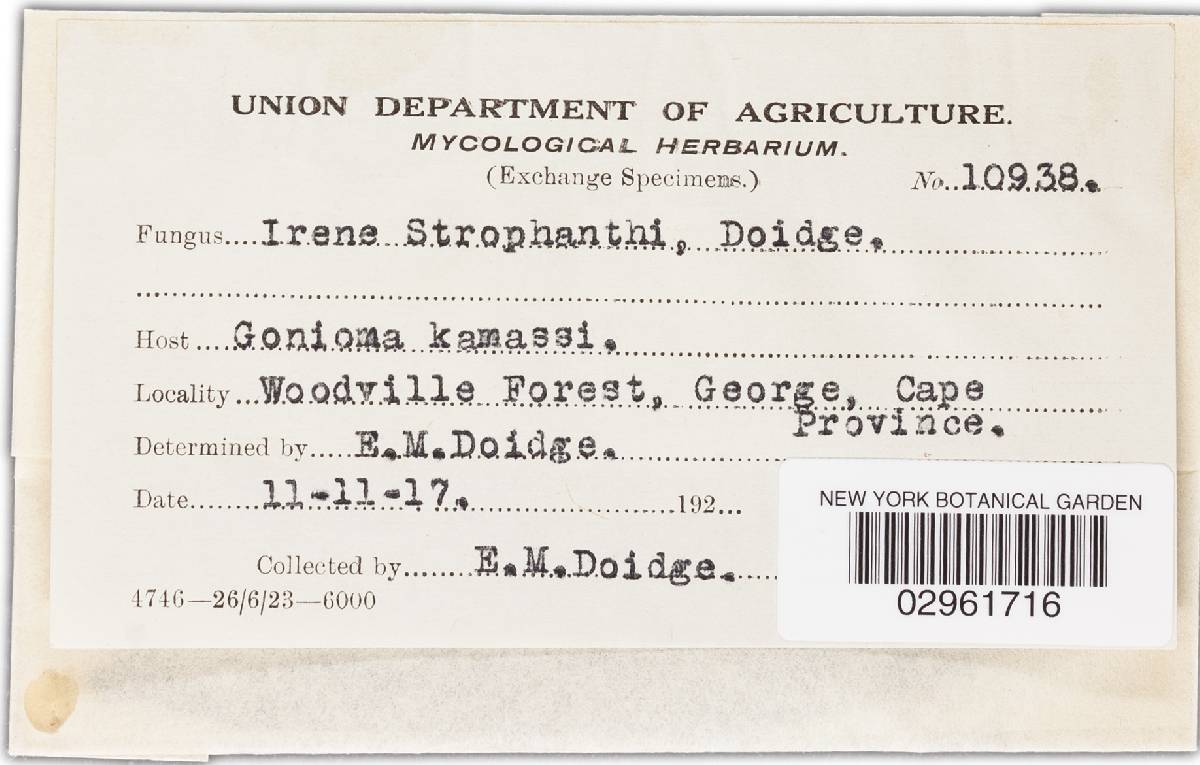 UNION DEPARTMENT OF AGRICULTURE.
MYCOLOGICAL HERBARIUM.
(Exchange Specimens.)
No..10938.
Fungus....Irene Strophanthi, Doidge.
Host....Gonioma kamassi.
Locality...Woodville Forest, George, Cape
Province.
Determined by.....E.M.Doidge.
Date........11-11-17.......................192...
Collected by........E.M.Doidge.....
4746—26/6/23—6000
NEW YORK BOTANICAL GARDEN
02961716